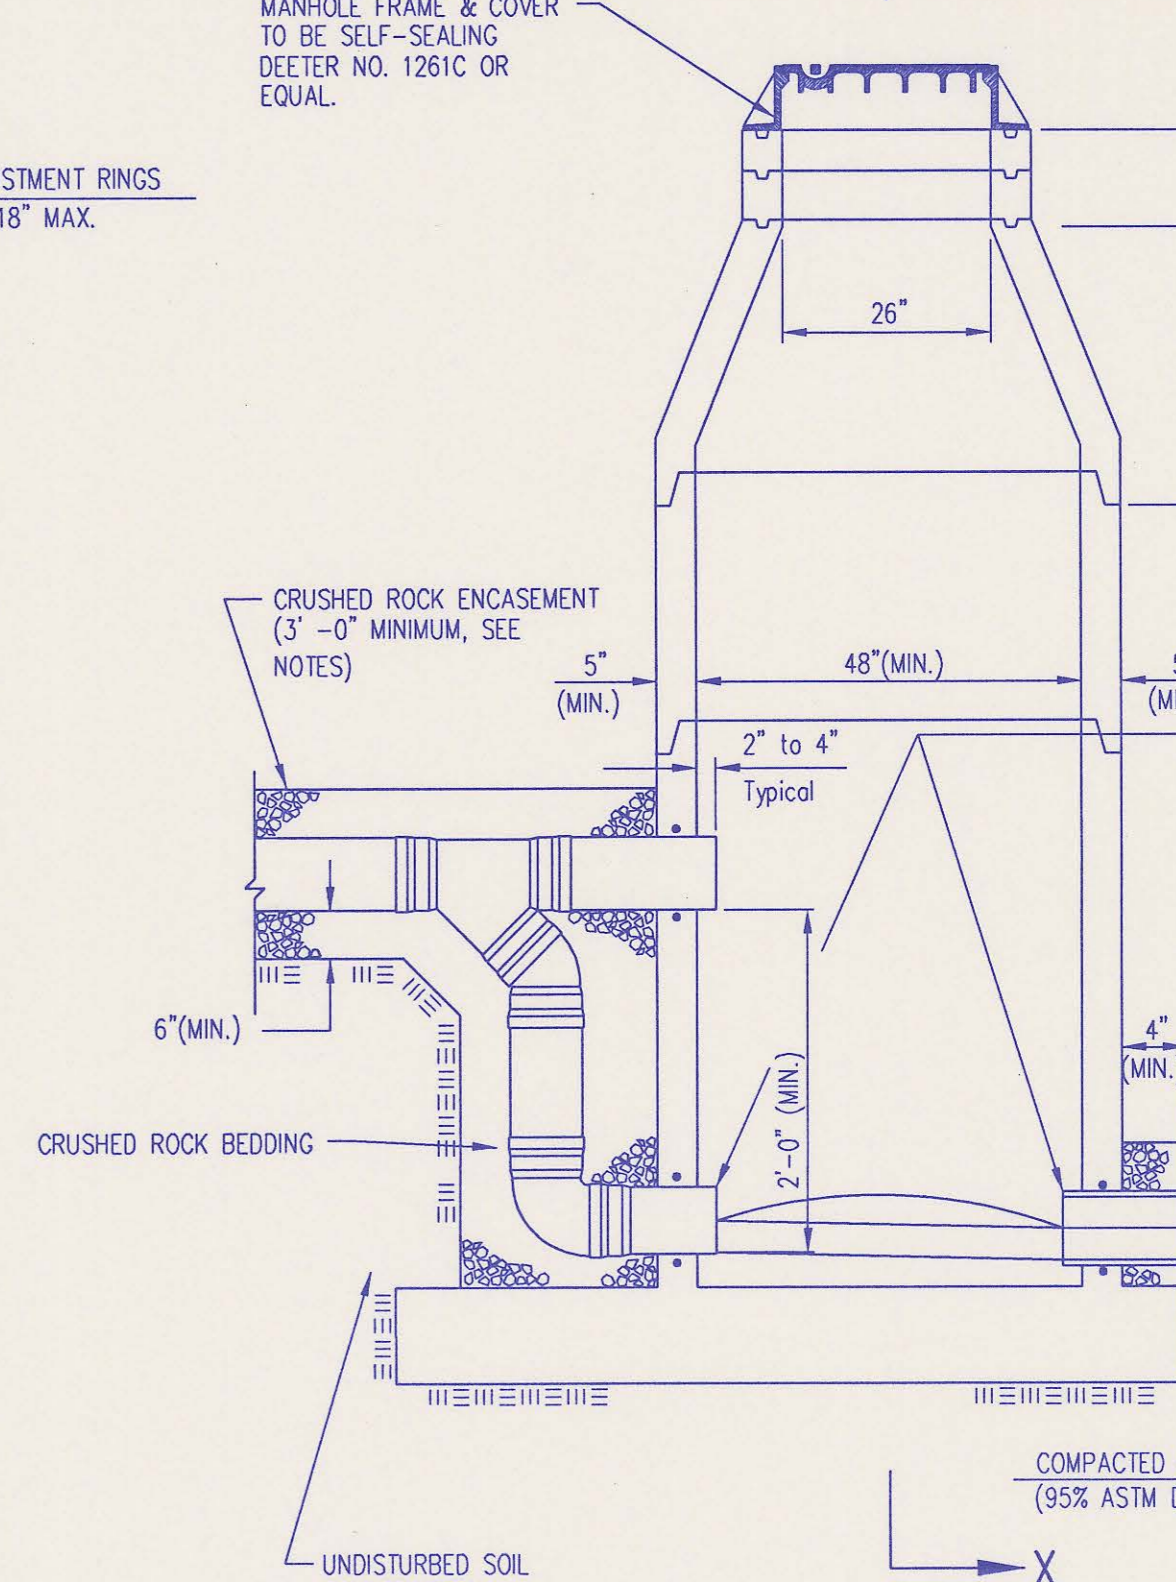 MANHOLE FRAME & COVER
TO BE SELF-SEALING
DEETER NO. 1261C OR
EQUAL.
STMENT RINGS
18" MAX.
26"
CRUSHED ROCK ENCASEMENT
(3' -0" MINIMUM, SEE
NOTES)
5"
(MIN.)
48"(MIN.)
2" to 4"
Typical
6"(MIN.)
4"
(MIN.
CRUSHED ROCK BEDDING
2'-0" (MIN.)
COMPACTED
(95% ASTM
UNDISTURBED SOIL
X